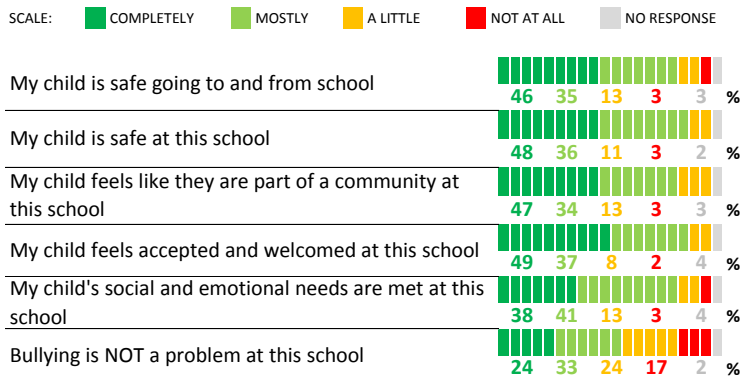 SCALE: COMPLETELY MOSTLY A LITTLE NOT AT ALL NO RESPONSE
My child is safe going to and from school
46 35 13 3 3 %
My child is safe at this school
48 36 11 3 2 %
My child feels like they are part of a community at
this school
47 34 13 3 3 %
My child feels accepted and welcomed at this school
49 37 8 2 4 %
My child's social and emotional needs are met at this
school
38 41 13 3 4 %
Bullying is NOT a problem at this school
24 33 24 17 2 %